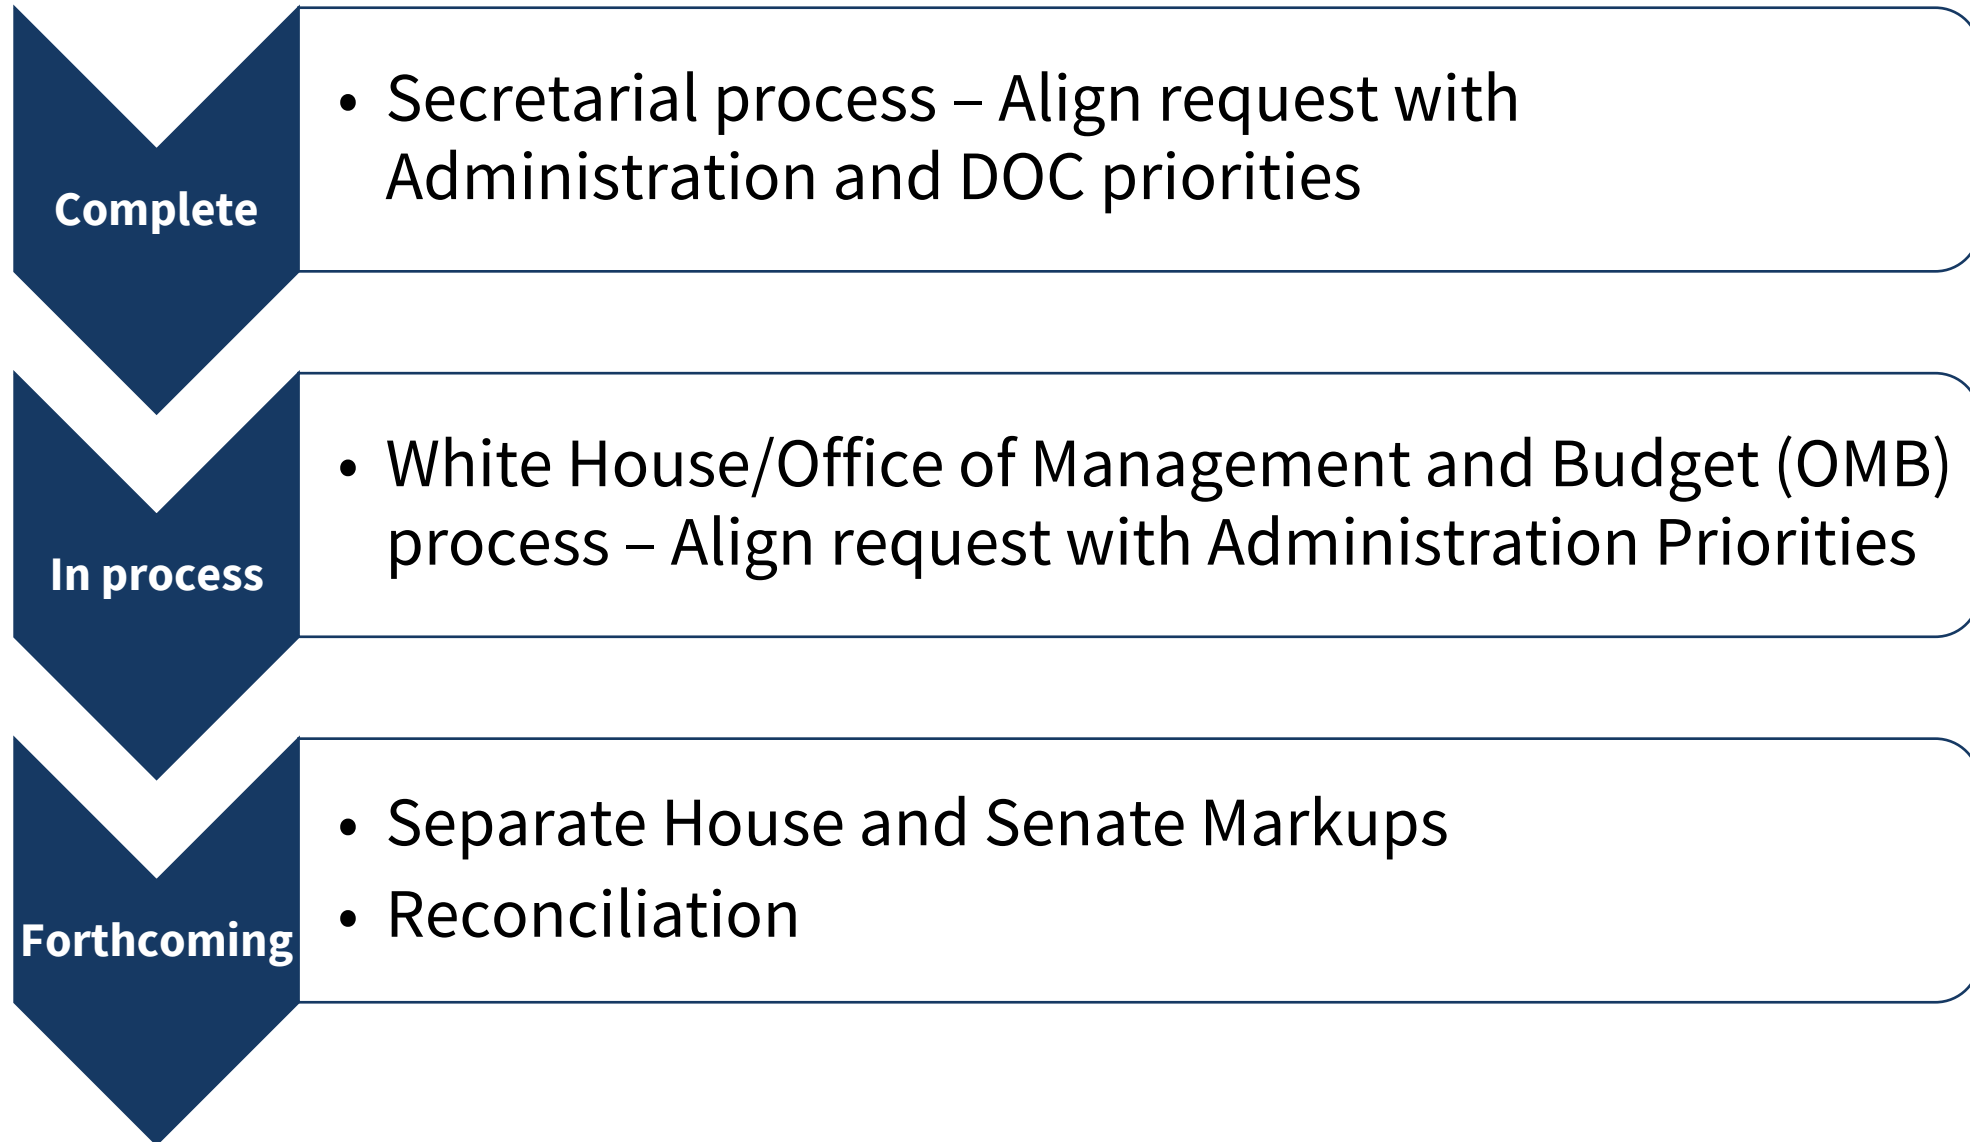 Complete
• Secretarial process – Align request with
Administration and DOC priorities
In process
• White House/Office of Management and Budget (OMB)
process – Align request with Administration Priorities
Forthcoming
• Separate House and Senate Markups
• Reconciliation